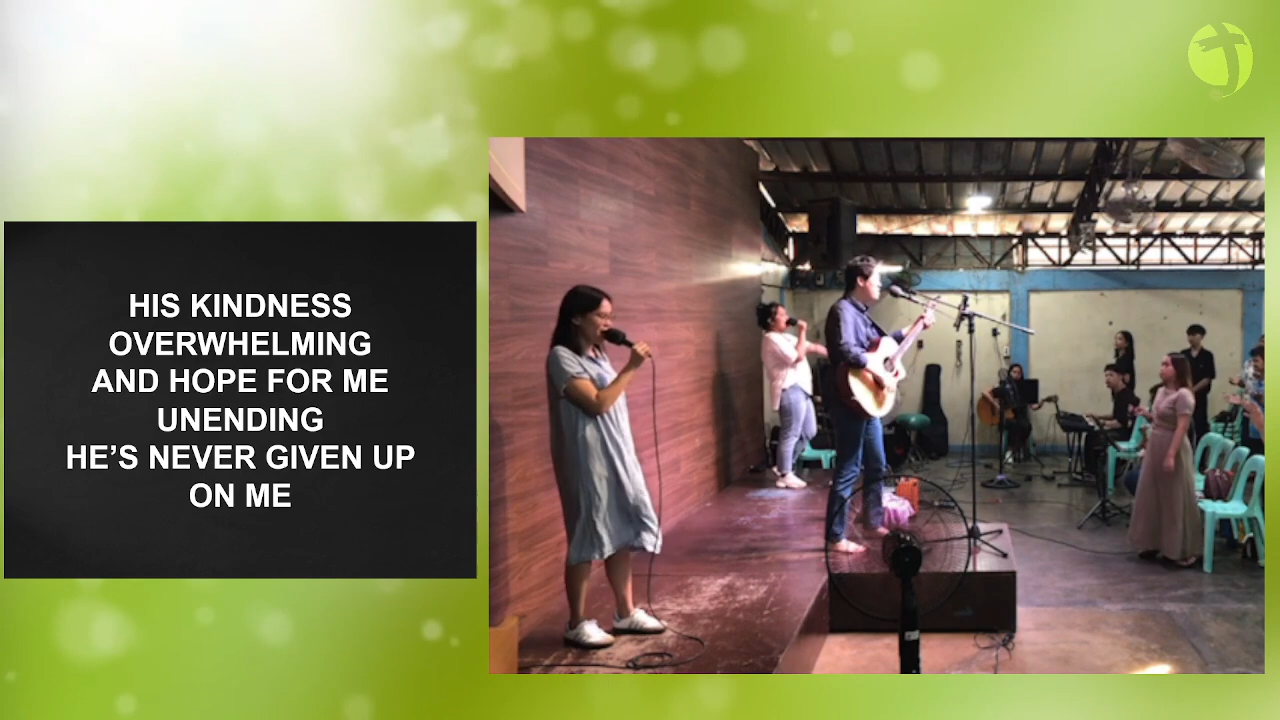 HIS KINDNESS
OVERWHELMING
AND HOPE FOR ME
UNENDING
HE’S NEVER GIVEN UP
ON ME